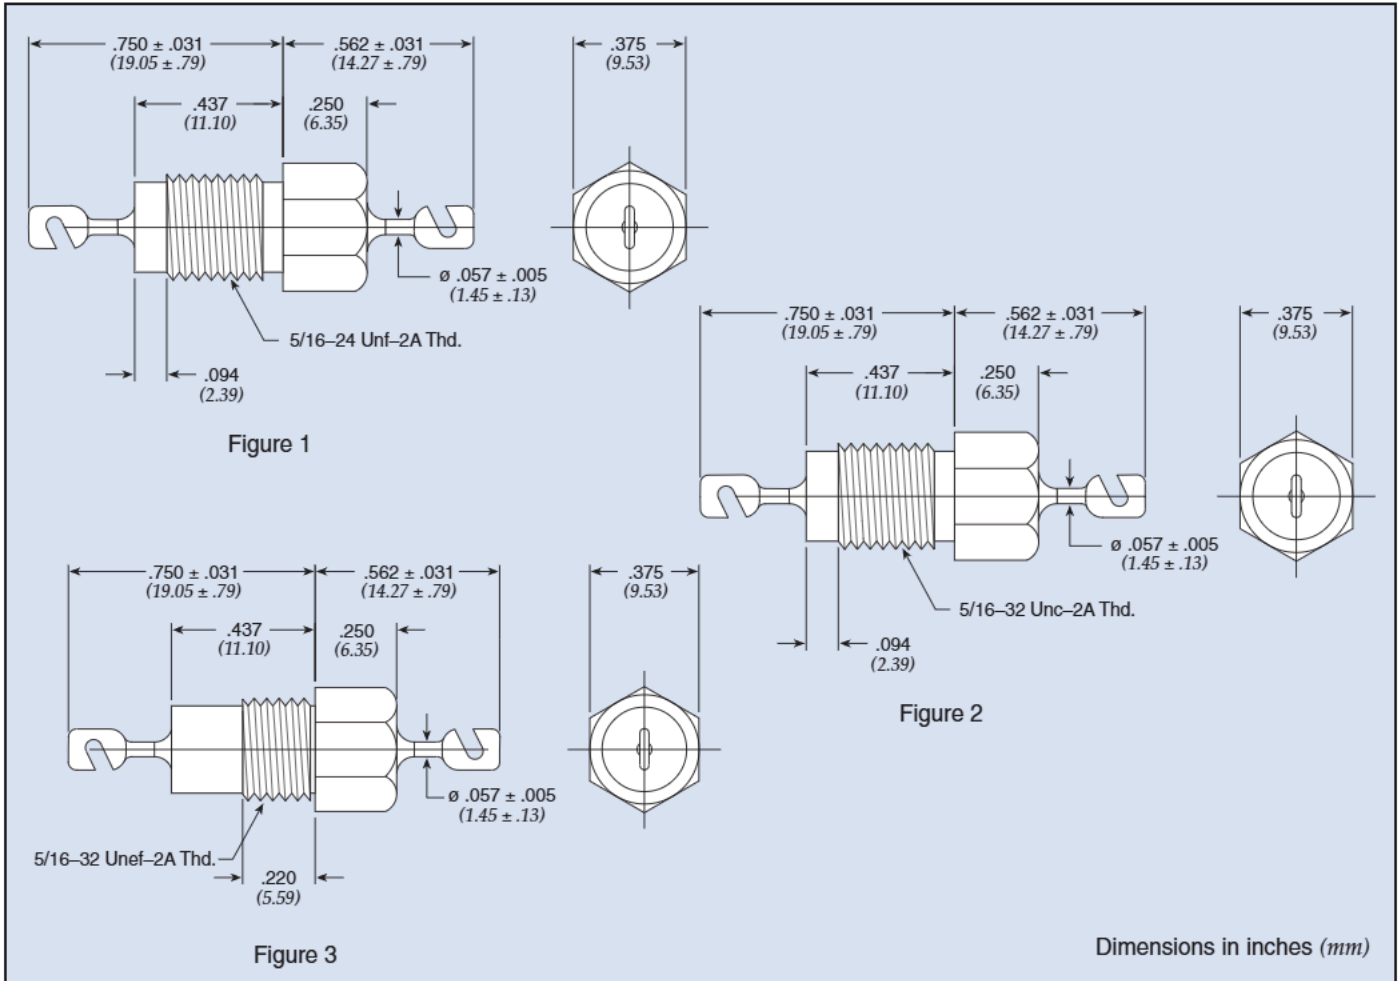 .750 ± .031
(19.05 ± .79)
.562 ± .031
(14.27 ± .79)
.375
(9.53)
.437
(11.10)
.250
(6.35)
ø .057 ± .005
(1.45 ± .13)
5/16–24 Unf–2A Thd.
.094
(2.39)
Figure 1
.750 ± .031
(19.05 ± .79)
.562 ± .031
(14.27 ± .79)
.375
(9.53)
.437
(11.10)
.250
(6.35)
ø .057 ± .005
(1.45 ± .13)
5/16–32 Unc–2A Thd.
.094
(2.39)
Figure 2
.750 ± .031
(19.05 ± .79)
.562 ± .031
(14.27 ± .79)
.375
(9.53)
.437
(11.10)
.250
(6.35)
ø .057 ± .005
(1.45 ± .13)
5/16–32 Unef–2A Thd.
.220
(5.59)
Figure 3
Dimensions in inches (mm)